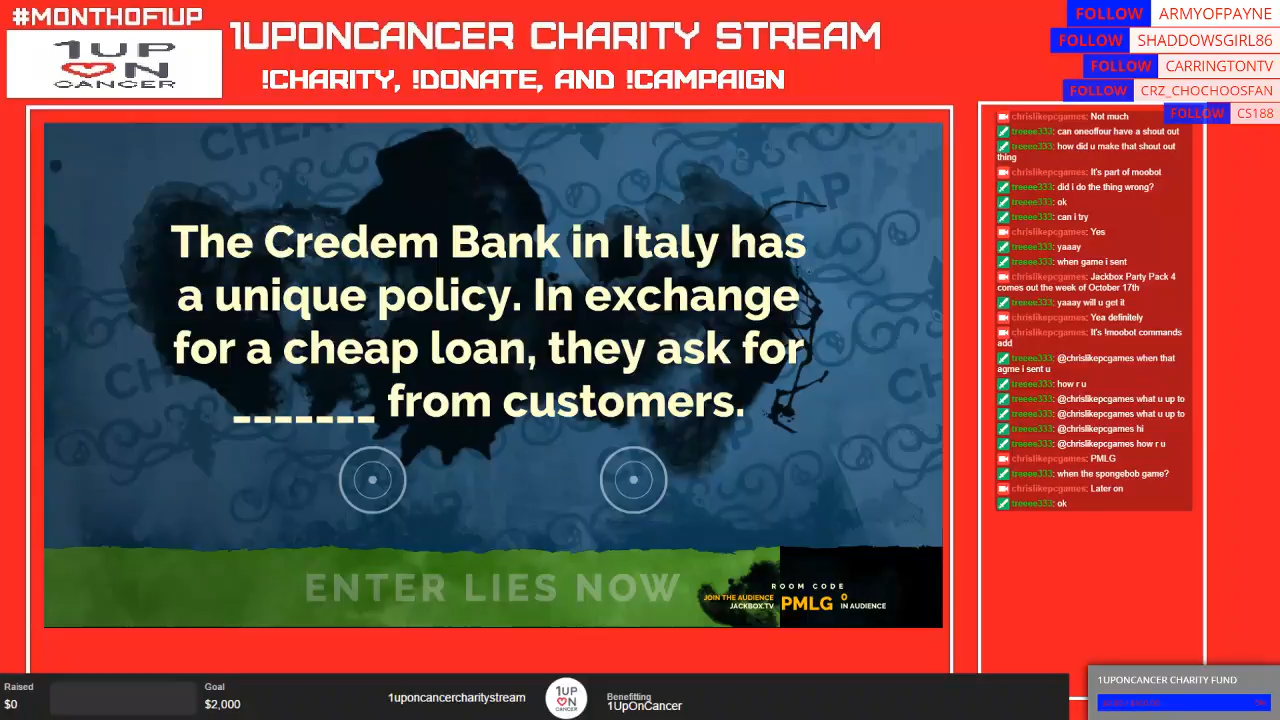 #MONTHOF1UP
1UP
ON
CANCER
1UPONCANCER CHARITY STREAM
!CHARITY, !DONATE, AND !CAMPAIGN
FOLLOW ARMYOFPAYNE
FOLLOW SHADOWSGIRL86
FOLLOW CARRINGTONTV
FOLLOW CRZ_CHOCHOOSFAN
FOLLOW CS188
The Credem Bank in Italy has
a unique policy. In exchange
for a cheap loan, they ask for
_______ from customers.
ENTER LIES NOW
ROOM CODE
JOIN THE AUDIENCE
JACKBOX.TV
PMLG
0
IN AUDIENCE
chrislikepcgames: Not much
treeee333: can oneoffour have a shout out
treeee333: how did u make that shout out
thing
chrislikepcgames: It's part of moobot
treeee333: did i do the thing wrong?
treeee333: ok
treeee333: can i try
chrislikepcgames: Yes
treeee333: yaaay
treeee333: when game i sent
chrislikepcgames: Jackbox Party Pack 4
comes out the week of October 17th
treeee333: yaaay will u get it
chrislikepcgames: Yea definitely
chrislikepcgames: It's !moobot commands
add
treeee333: @chrislikepcgames when that
agme i sent u
treeee333: how r u
treeee333: @chrislikepcgames what u up to
treeee333: @chrislikepcgames what u up to
treeee333: @chrislikepcgames hi
treeee333: @chrislikepcgames how r u
chrislikepcgames: PMLG
treeee333: when the spongebob game?
chrislikepcgames: Later on
treeee333: ok
Raised
$0
Goal
$2,000
1uponcancercharitystream
1UP
ON
CANCER
Benefitting
1UpOnCancer
1UPONCANCER CHARITY FUND